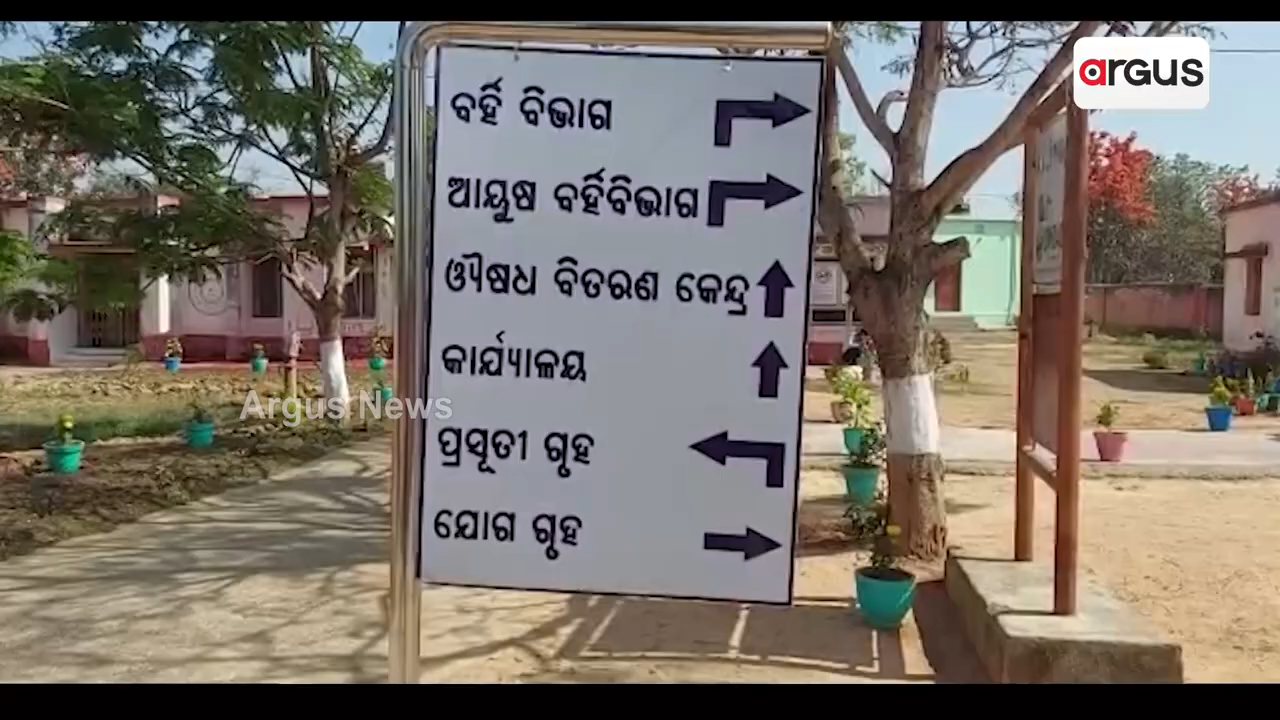 argus
ବର୍ହି ବିଭାଗ
ଆୟୁଷ ବର୍ହିବିଭାଗ
ଔଷଧ ବିତରଣ କେନ୍ଦ୍ର
କାର୍ଯ୍ୟାଳୟ
Argus News
ପ୍ରସୂତୀ ଗୃହ
ଯୋଗ ଗୃହ